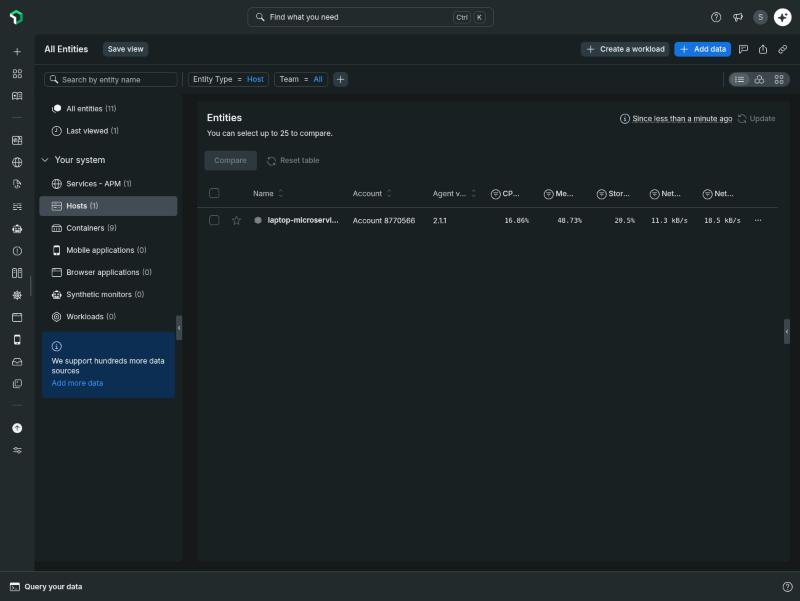 Find what you need
Ctrl K
S
All Entities
Save view
Create a workload
Add data
Search by entity name
Entity Type = Host
Team = All
All entities (11)
Last viewed (1)
Your system
Services - APM (1)
Hosts (1)
Containers (9)
Mobile applications (0)
Browser applications (0)
Synthetic monitors (0)
Workloads (0)
We support hundreds more data
sources
Add more data
Entities
You can select up to 25 to compare.
Since less than a minute ago
Update
Compare
Reset table
Name Account Agent v... CP... Me... Stor... Net... Net...
laptop-microservi... Account 8770566 2.1.1 16.86% 48.73% 20.5% 11.3 kB/s 18.5 kB/s ...
Query your data